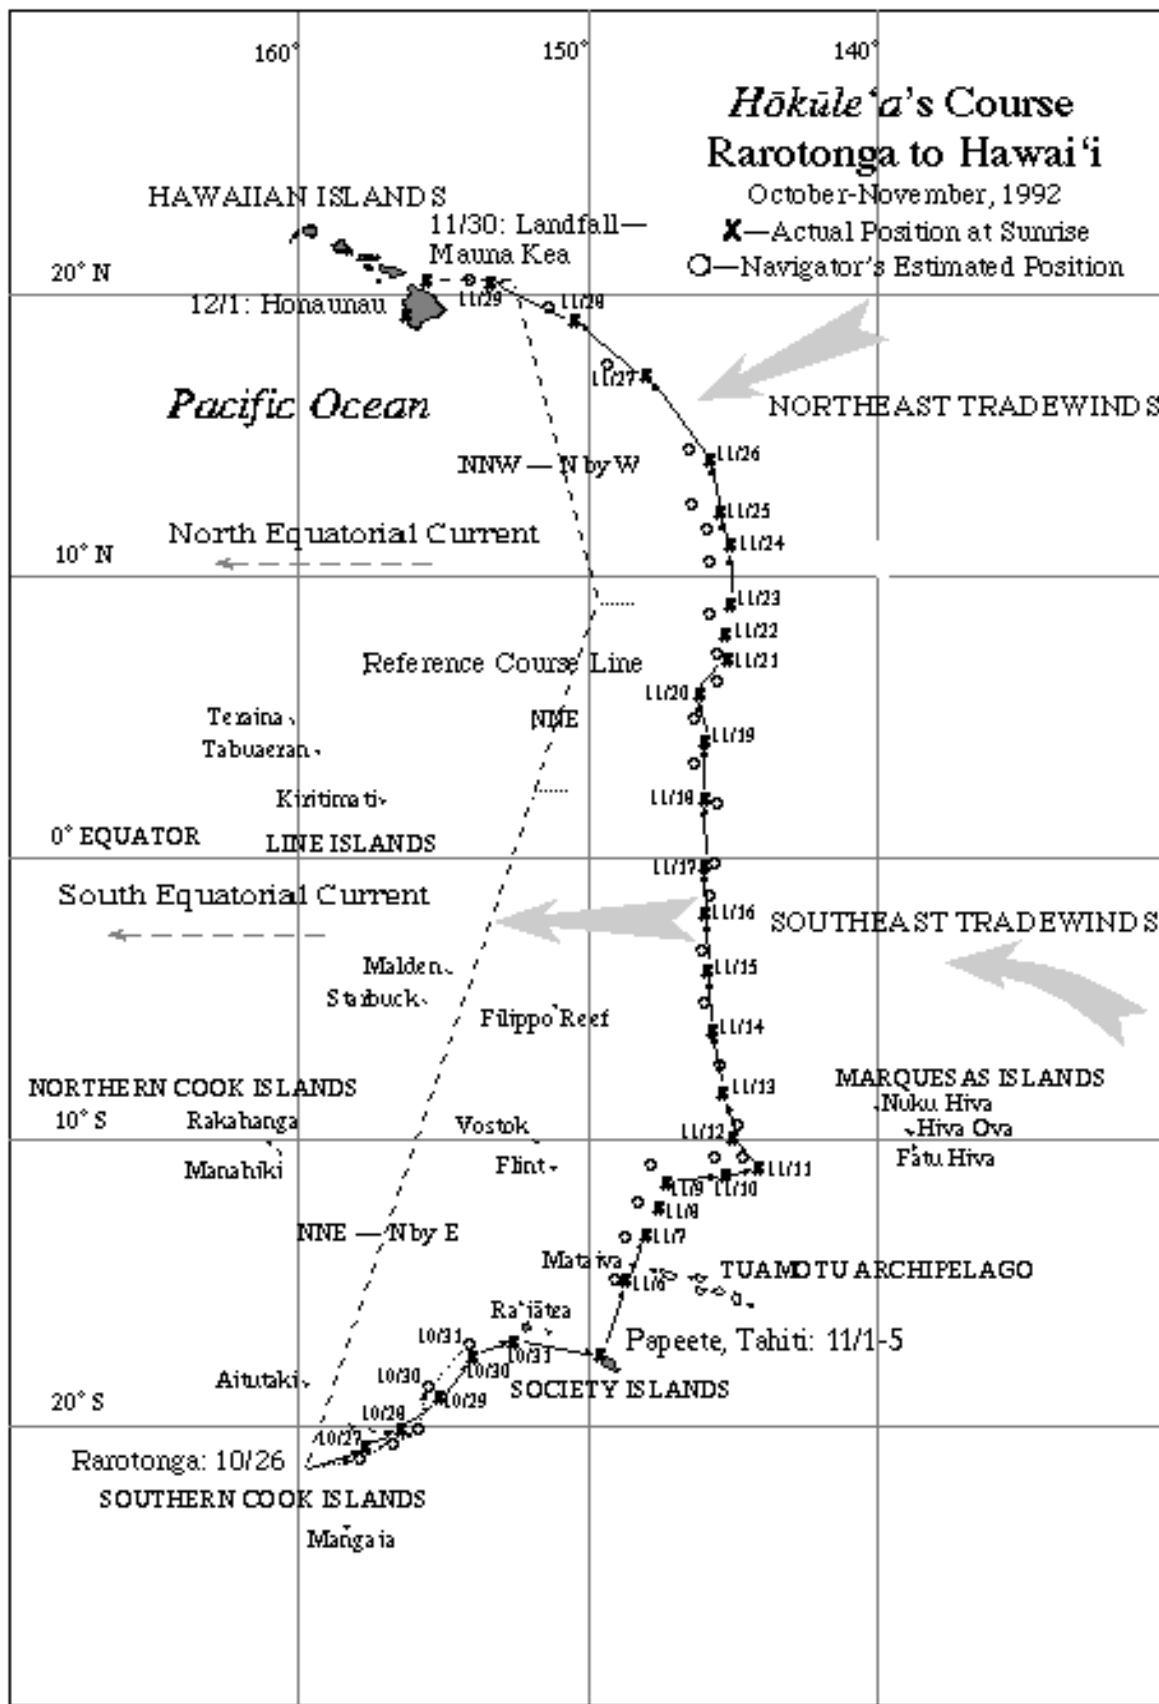 160°
150°
140°
Hōkūleʻa's Course
Rarotonga to Hawaiʻi
October-November, 1992
x—Actual Position at Sunrise
O—Navigator's Estimated Position
HAWAIIAN ISLANDS
11/30: Landfall—
Mauna Kea
20° N
12/1: Honaunau
11/29
11/28
11/27
Pacific Ocean
NORTHEAST TRADEWINDS
NNW — N by W
11/26
11/25
North Equatorial Current
11/24
10° N
11/23
11/22
Reference Course Line
11/21
11/20
Teraina
NNE
11/19
Tabuaeran
Kiritimati
11/18
0° EQUATOR
LINE ISLANDS
11/17
South Equatorial Current
11/16
SOUTHEAST TRADEWINDS
Malden
11/15
Starbuck
Filippo Reef
11/14
NORTHERN COOK ISLANDS
11/13
MARQUESAS ISLANDS
Nuku Hiva
10° S
Rakahanga
Vostok
11/12
Hiva Ova
Manahiki
Flint
11/11
Fatu Hiva
11/9
11/10
11/8
NNE — N by E
11/7
Mataiva
11/6
TUAMOTU ARCHIPELAGO
Raʻiātea
10/31
10/31
Papeete, Tahiti: 11/1-5
10/30
10/30
Aitutaki
SOCIETY ISLANDS
10/29
20° S
10/28
10/27
Rarotonga: 10/26
SOUTHERN COOK ISLANDS
Mangaia